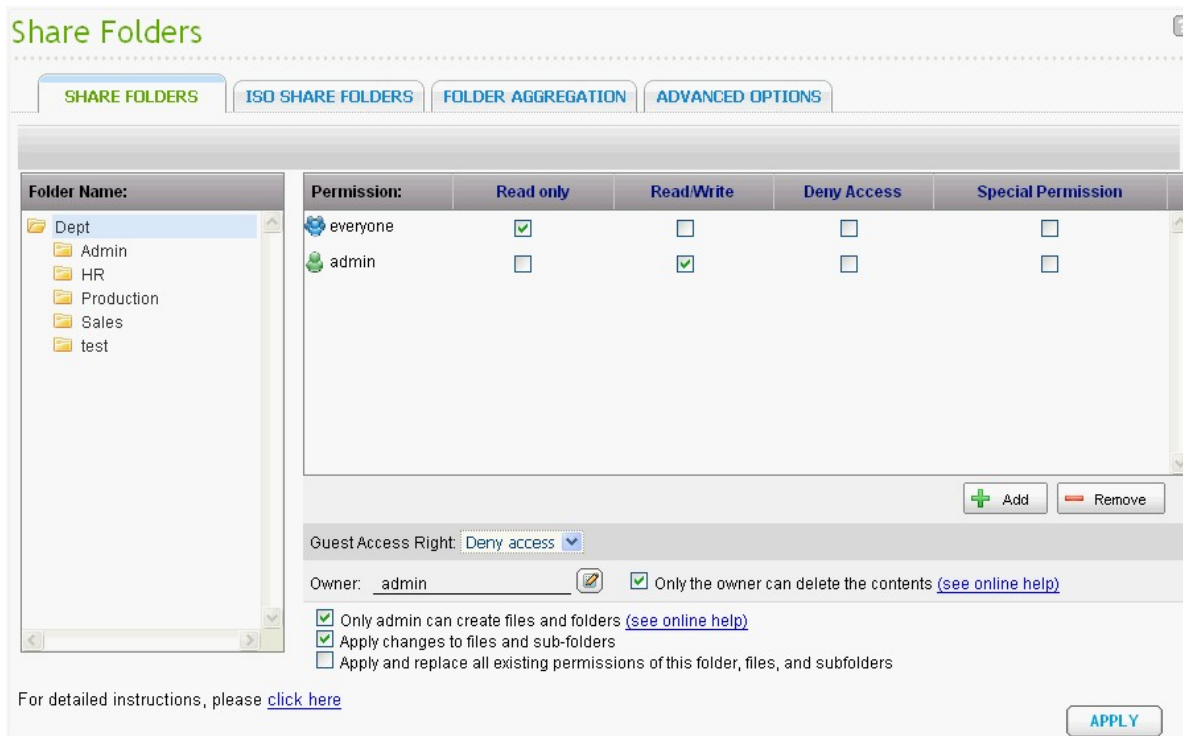 Share Folders
?
SHARE FOLDERS ISO SHARE FOLDERS FOLDER AGGREGATION ADVANCED OPTIONS
Folder Name:
Dept
Admin
HR
Production
Sales
test
Permission: Read only Read/Write Deny Access Special Permission
everyone
admin
Add Remove
Guest Access Right: Deny access
Owner: admin Only the owner can delete the contents (see online help)
Only admin can create files and folders (see online help)
Apply changes to files and sub-folders
Apply and replace all existing permissions of this folder, files, and subfolders
For detailed instructions, please click here
APPLY